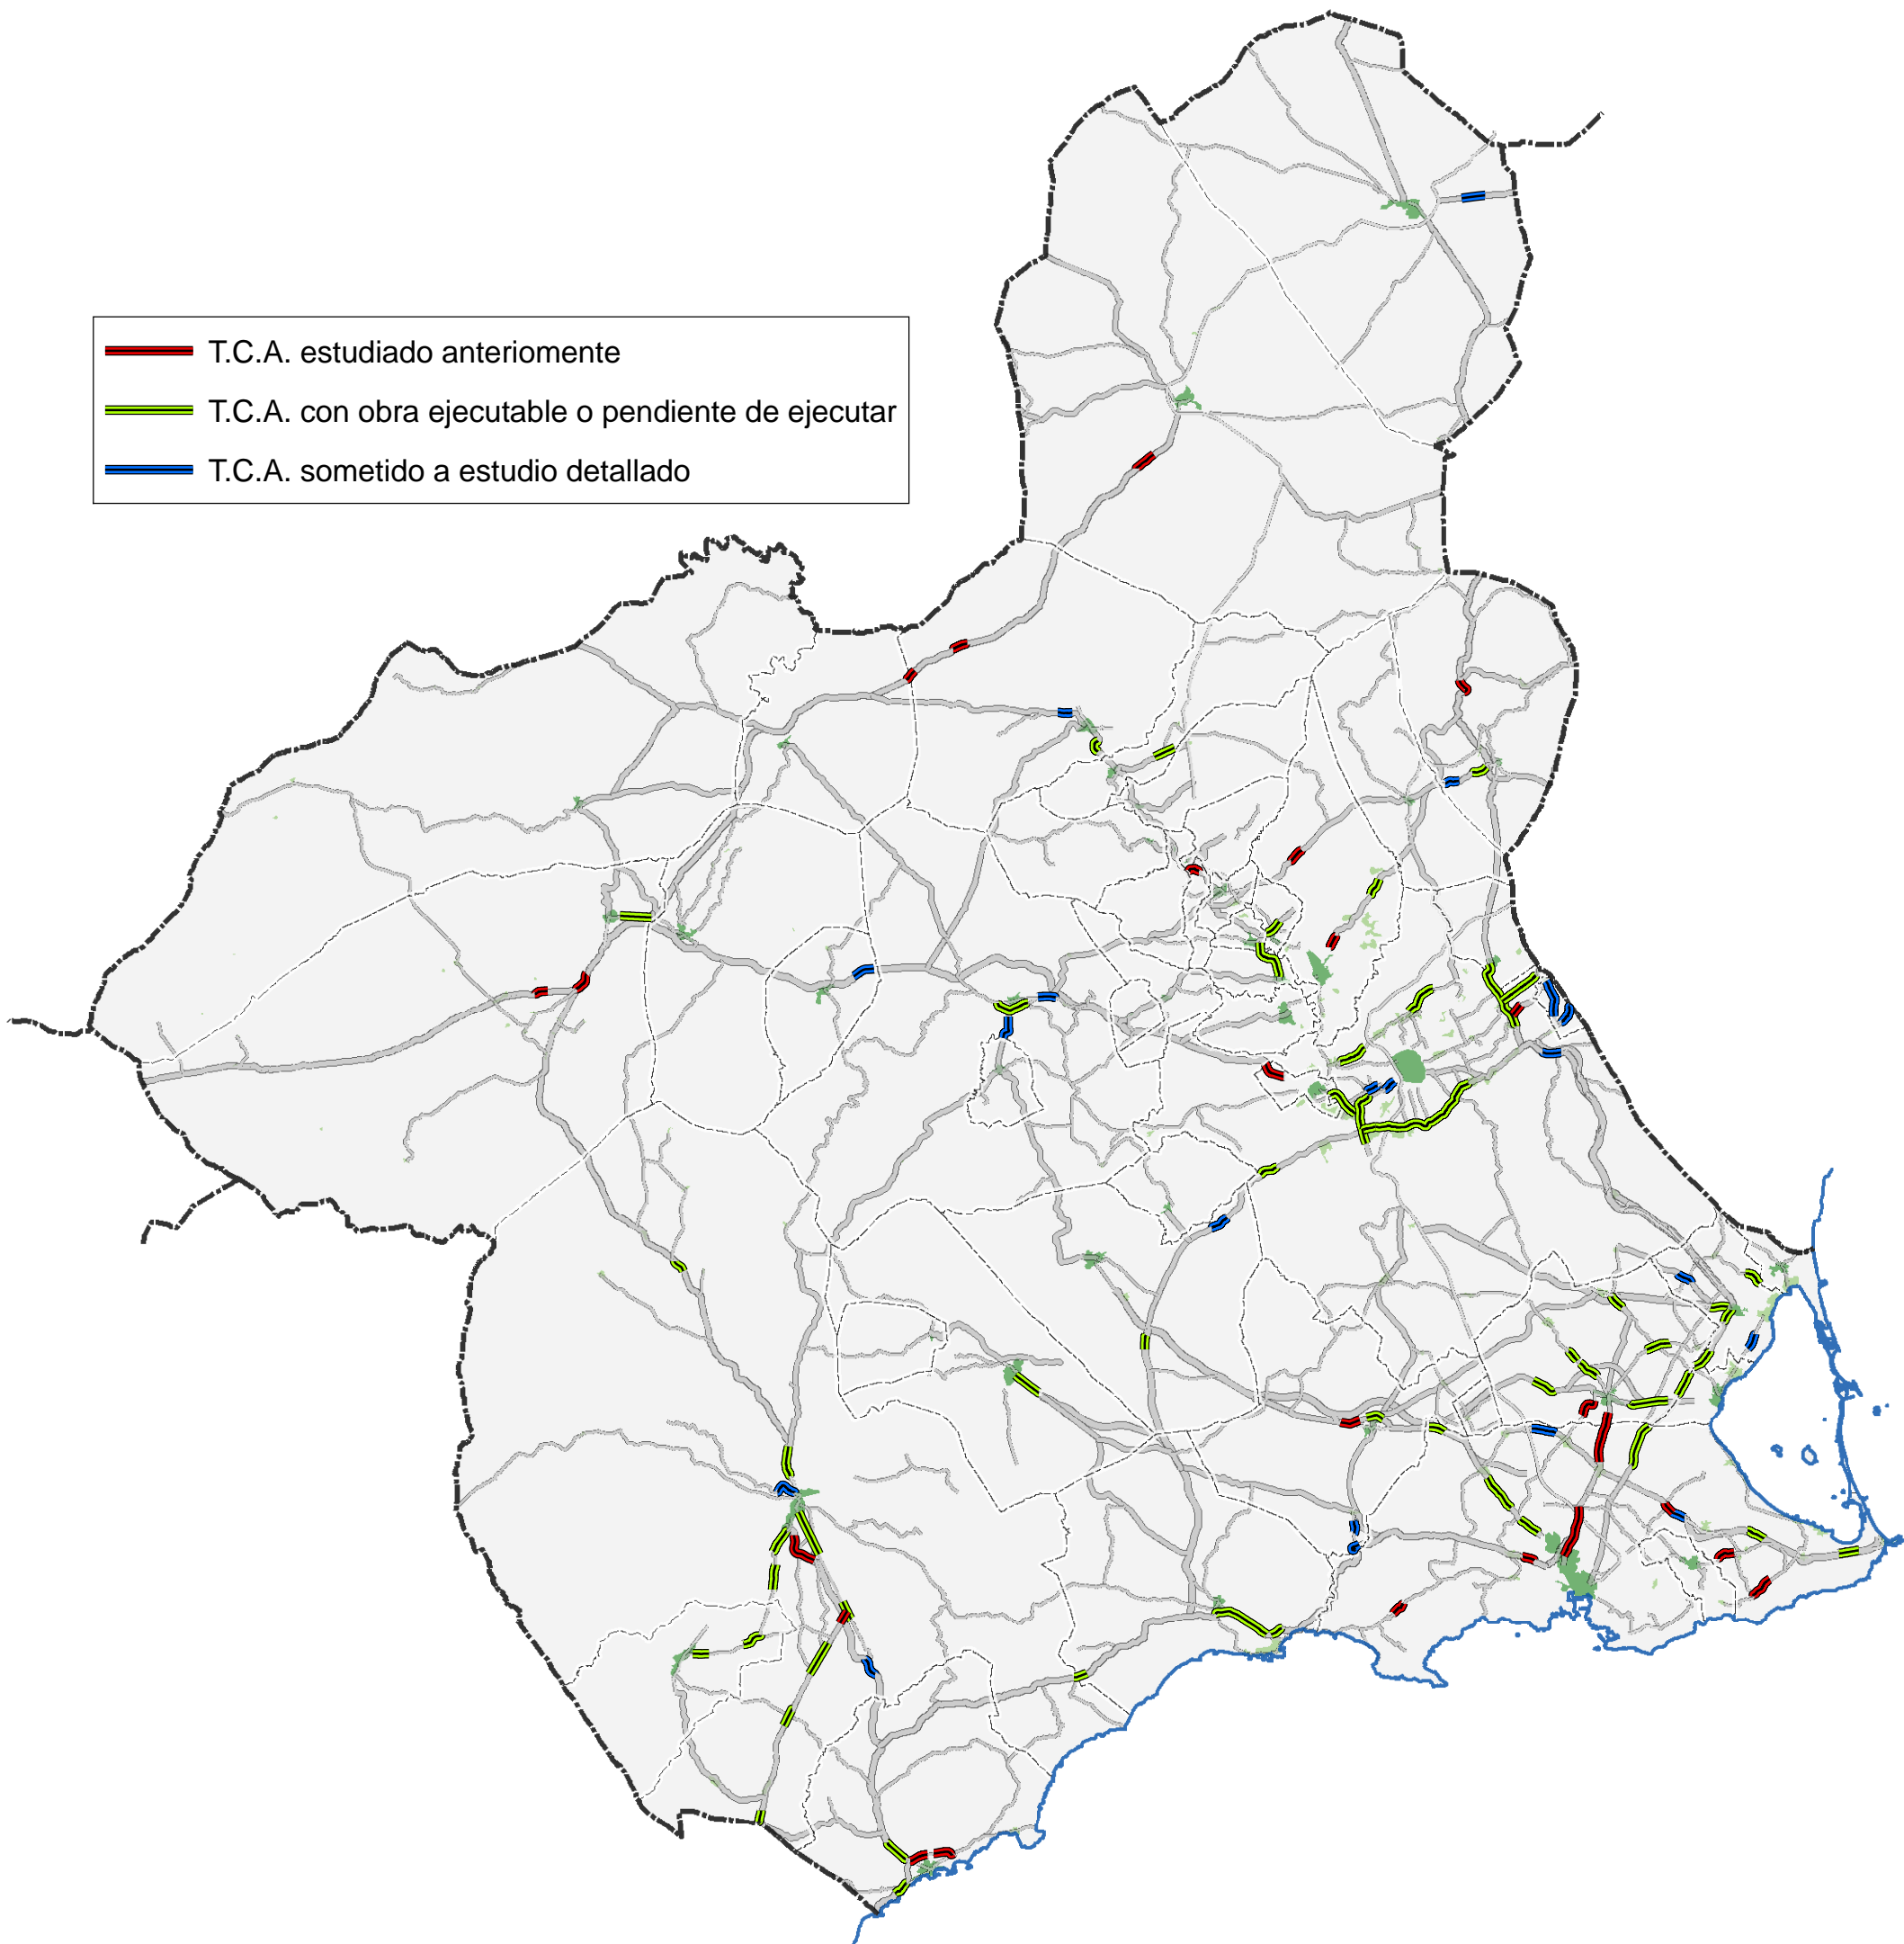 T.C.A. estudiado anteriomente
T.C.A. con obra ejecutable o pendiente de ejecutar
T.C.A. sometido a estudio detallado